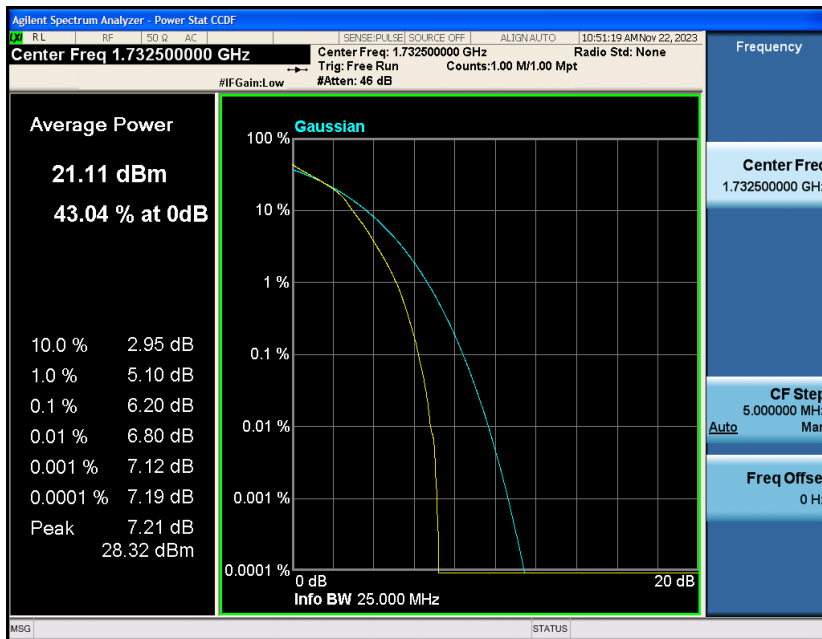 Agilent Spectrum Analyzer - Power Stat CCDF
LXI RL RF 50 Ω AC SENSE:PULSE SOURCE OFF ALIGN AUTO 10:51:19 AM Nov 22, 2023
Center Freq 1.732500000 GHz
Center Freq: 1.732500000 GHz Radio Std: None
Trig: Free Run Counts:1.00 M/1.00 Mpt
#IFGain:Low #Atten: 46 dB
Frequency
Average Power
21.11 dBm
43.04 % at 0dB
10.0 % 2.95 dB
1.0 % 5.10 dB
0.1 % 6.20 dB
0.01 % 6.80 dB
0.001 % 7.12 dB
0.0001 % 7.19 dB
Peak 7.21 dB
28.32 dBm
Gaussian
100 %
10 %
1 %
0.1 %
0.01 %
0.001 %
0.0001 %
0 dB 20 dB
Info BW 25.000 MHz
Center Freq
1.732500000 GHz
CF Step
5.000000 MHz
Auto Man
Freq Offse
0 Hz
MSG STATUS